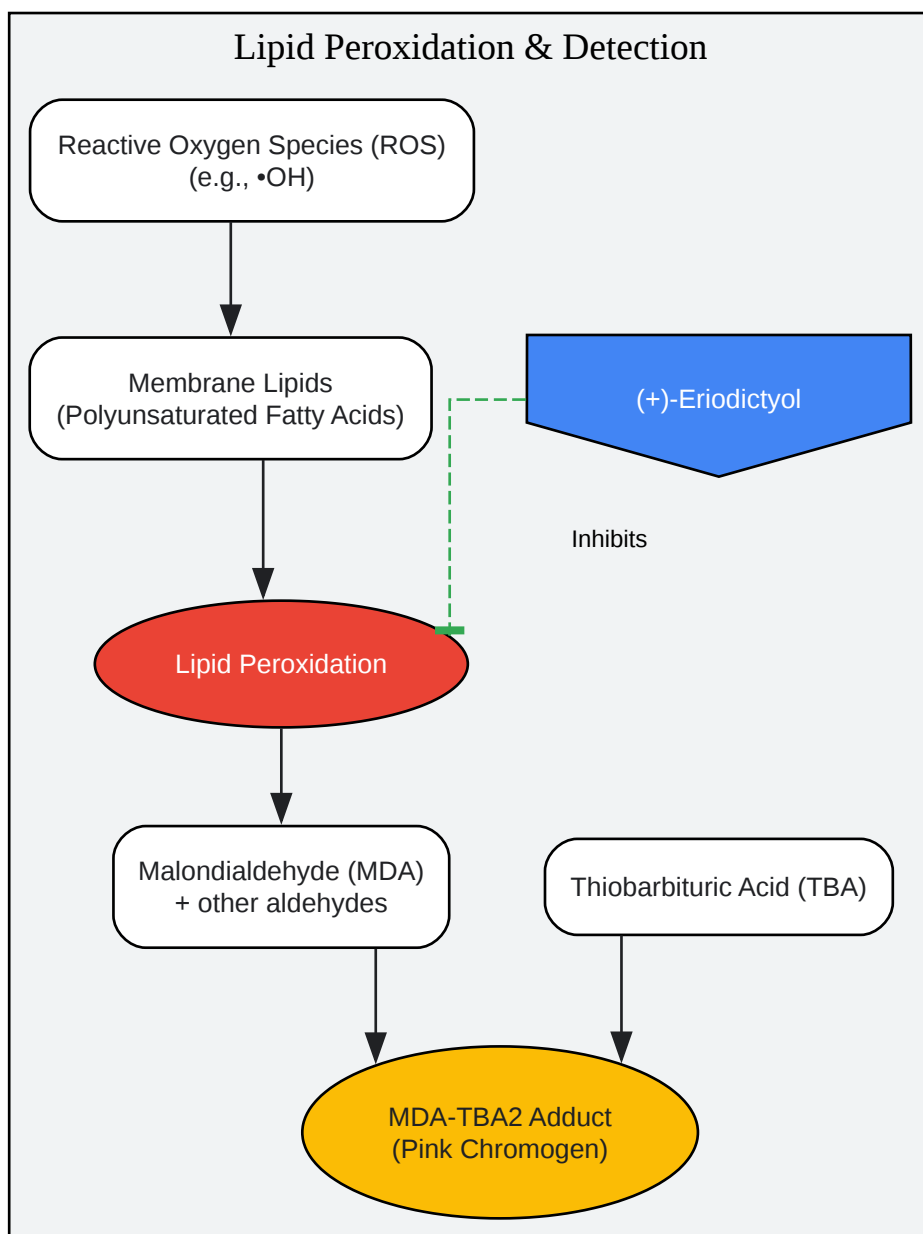 Lipid Peroxidation & Detection
Reactive Oxygen Species (ROS)
(e.g., •OH)
Membrane Lipids
(Polyunsaturated Fatty Acids)
(+)-Eriodictyol
Inhibits
Lipid Peroxidation
Malondialdehyde (MDA)
+ other aldehydes
Thiobarbituric Acid (TBA)
MDA-TBA2 Adduct
(Pink Chromogen)